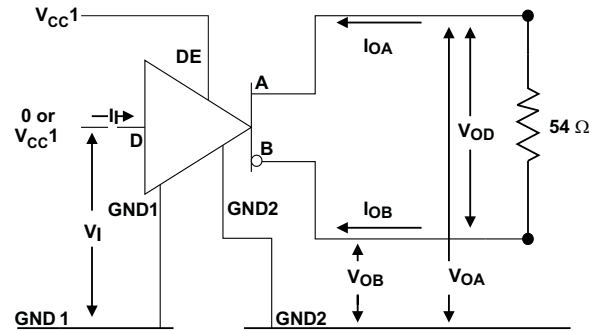 VCC1
DE
IOA
A
0 or
VCC1
II
D
VOD
54 Ω
B
GND1
GND2
IOB
VI
VOB
VOA
GND 1
GND2